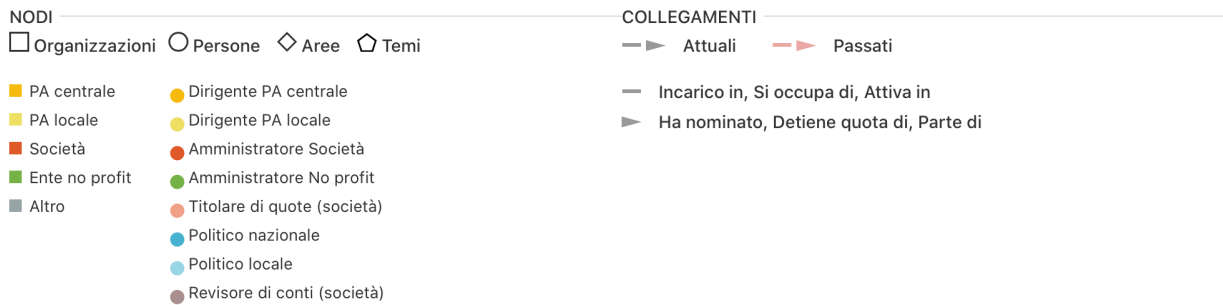 NODI
Organizzazioni Persone Aree Temi
PA centrale
PA locale
Società
Ente no profit
Altro
Dirigente PA centrale
Dirigente PA locale
Amministratore Società
Amministratore No profit
Titolare di quote (società)
Politico nazionale
Politico locale
Revisore di conti (società)
COLLEGAMENTI
Attuali Passati
Incarico in, Si occupa di, Attiva in
Ha nominato, Detiene quota di, Parte di